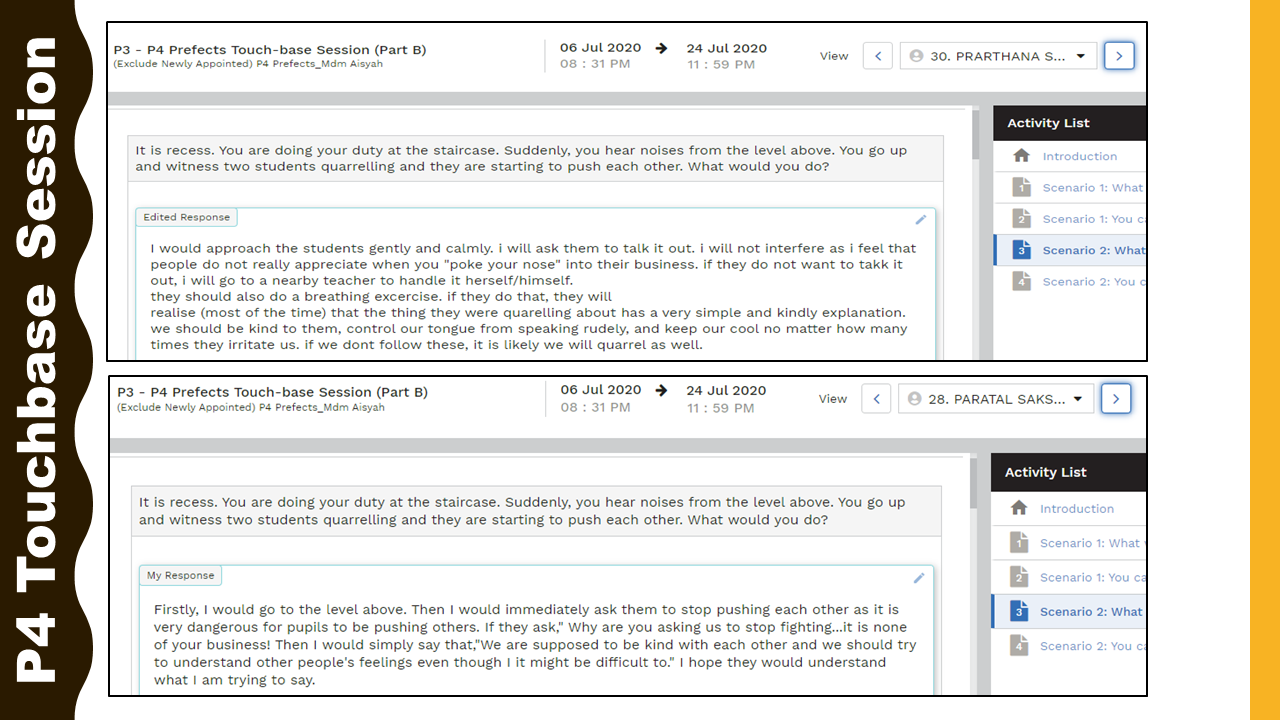 P4 Touchbase Session
P3 - P4 Prefects Touch-base Session (Part B)
(Exclude Newly Appointed) P4 Prefects_Mdm Aisyah
06 Jul 2020 → 24 Jul 2020
08 : 31 PM 11 : 59 PM
View < 30. PRARTHANA S... >
It is recess. You are doing your duty at the staircase. Suddenly, you hear noises from the level above. You go up
and witness two students quarrelling and they are starting to push each other. What would you do?
Edited Response
I would approach the students gently and calmly. i will ask them to talk it out. i will not interfere as i feel that
people do not really appreciate when you "poke your nose" into their business. if they do not want to takk it
out, i will go to a nearby teacher to handle it herself/himself.
they should also do a breathing excercise. if they do that, they will
realise (most of the time) that the thing they were quarelling about has a very simple and kindly explanation.
we should be kind to them, control our tongue from speaking rudely, and keep our cool no matter how many
times they irritate us. if we dont follow these, it is likely we will quarrel as well.
Activity List
Introduction
1 Scenario 1: What
2 Scenario 1: You ca
3 Scenario 2: What
4 Scenario 2: You c
P3 - P4 Prefects Touch-base Session (Part B)
(Exclude Newly Appointed) P4 Prefects_Mdm Aisyah
06 Jul 2020 → 24 Jul 2020
08 : 31 PM 11 : 59 PM
View < 28. PARATAL SAKS... >
It is recess. You are doing your duty at the staircase. Suddenly, you hear noises from the level above. You go up
and witness two students quarrelling and they are starting to push each other. What would you do?
My Response
Firstly, I would go to the level above. Then I would immediately ask them to stop pushing each other as it is
very dangerous for pupils to be pushing others. If they ask," Why are you asking us to stop fighting...it is none
of your business! Then I would simply say that,"We are supposed to be kind with each other and we should try
to understand other people's feelings even though I it might be difficult to." I hope they would understand
what I am trying to say.
Activity List
Introduction
1 Scenario 1: What
2 Scenario 1: You ca
3 Scenario 2: What
4 Scenario 2: You ca